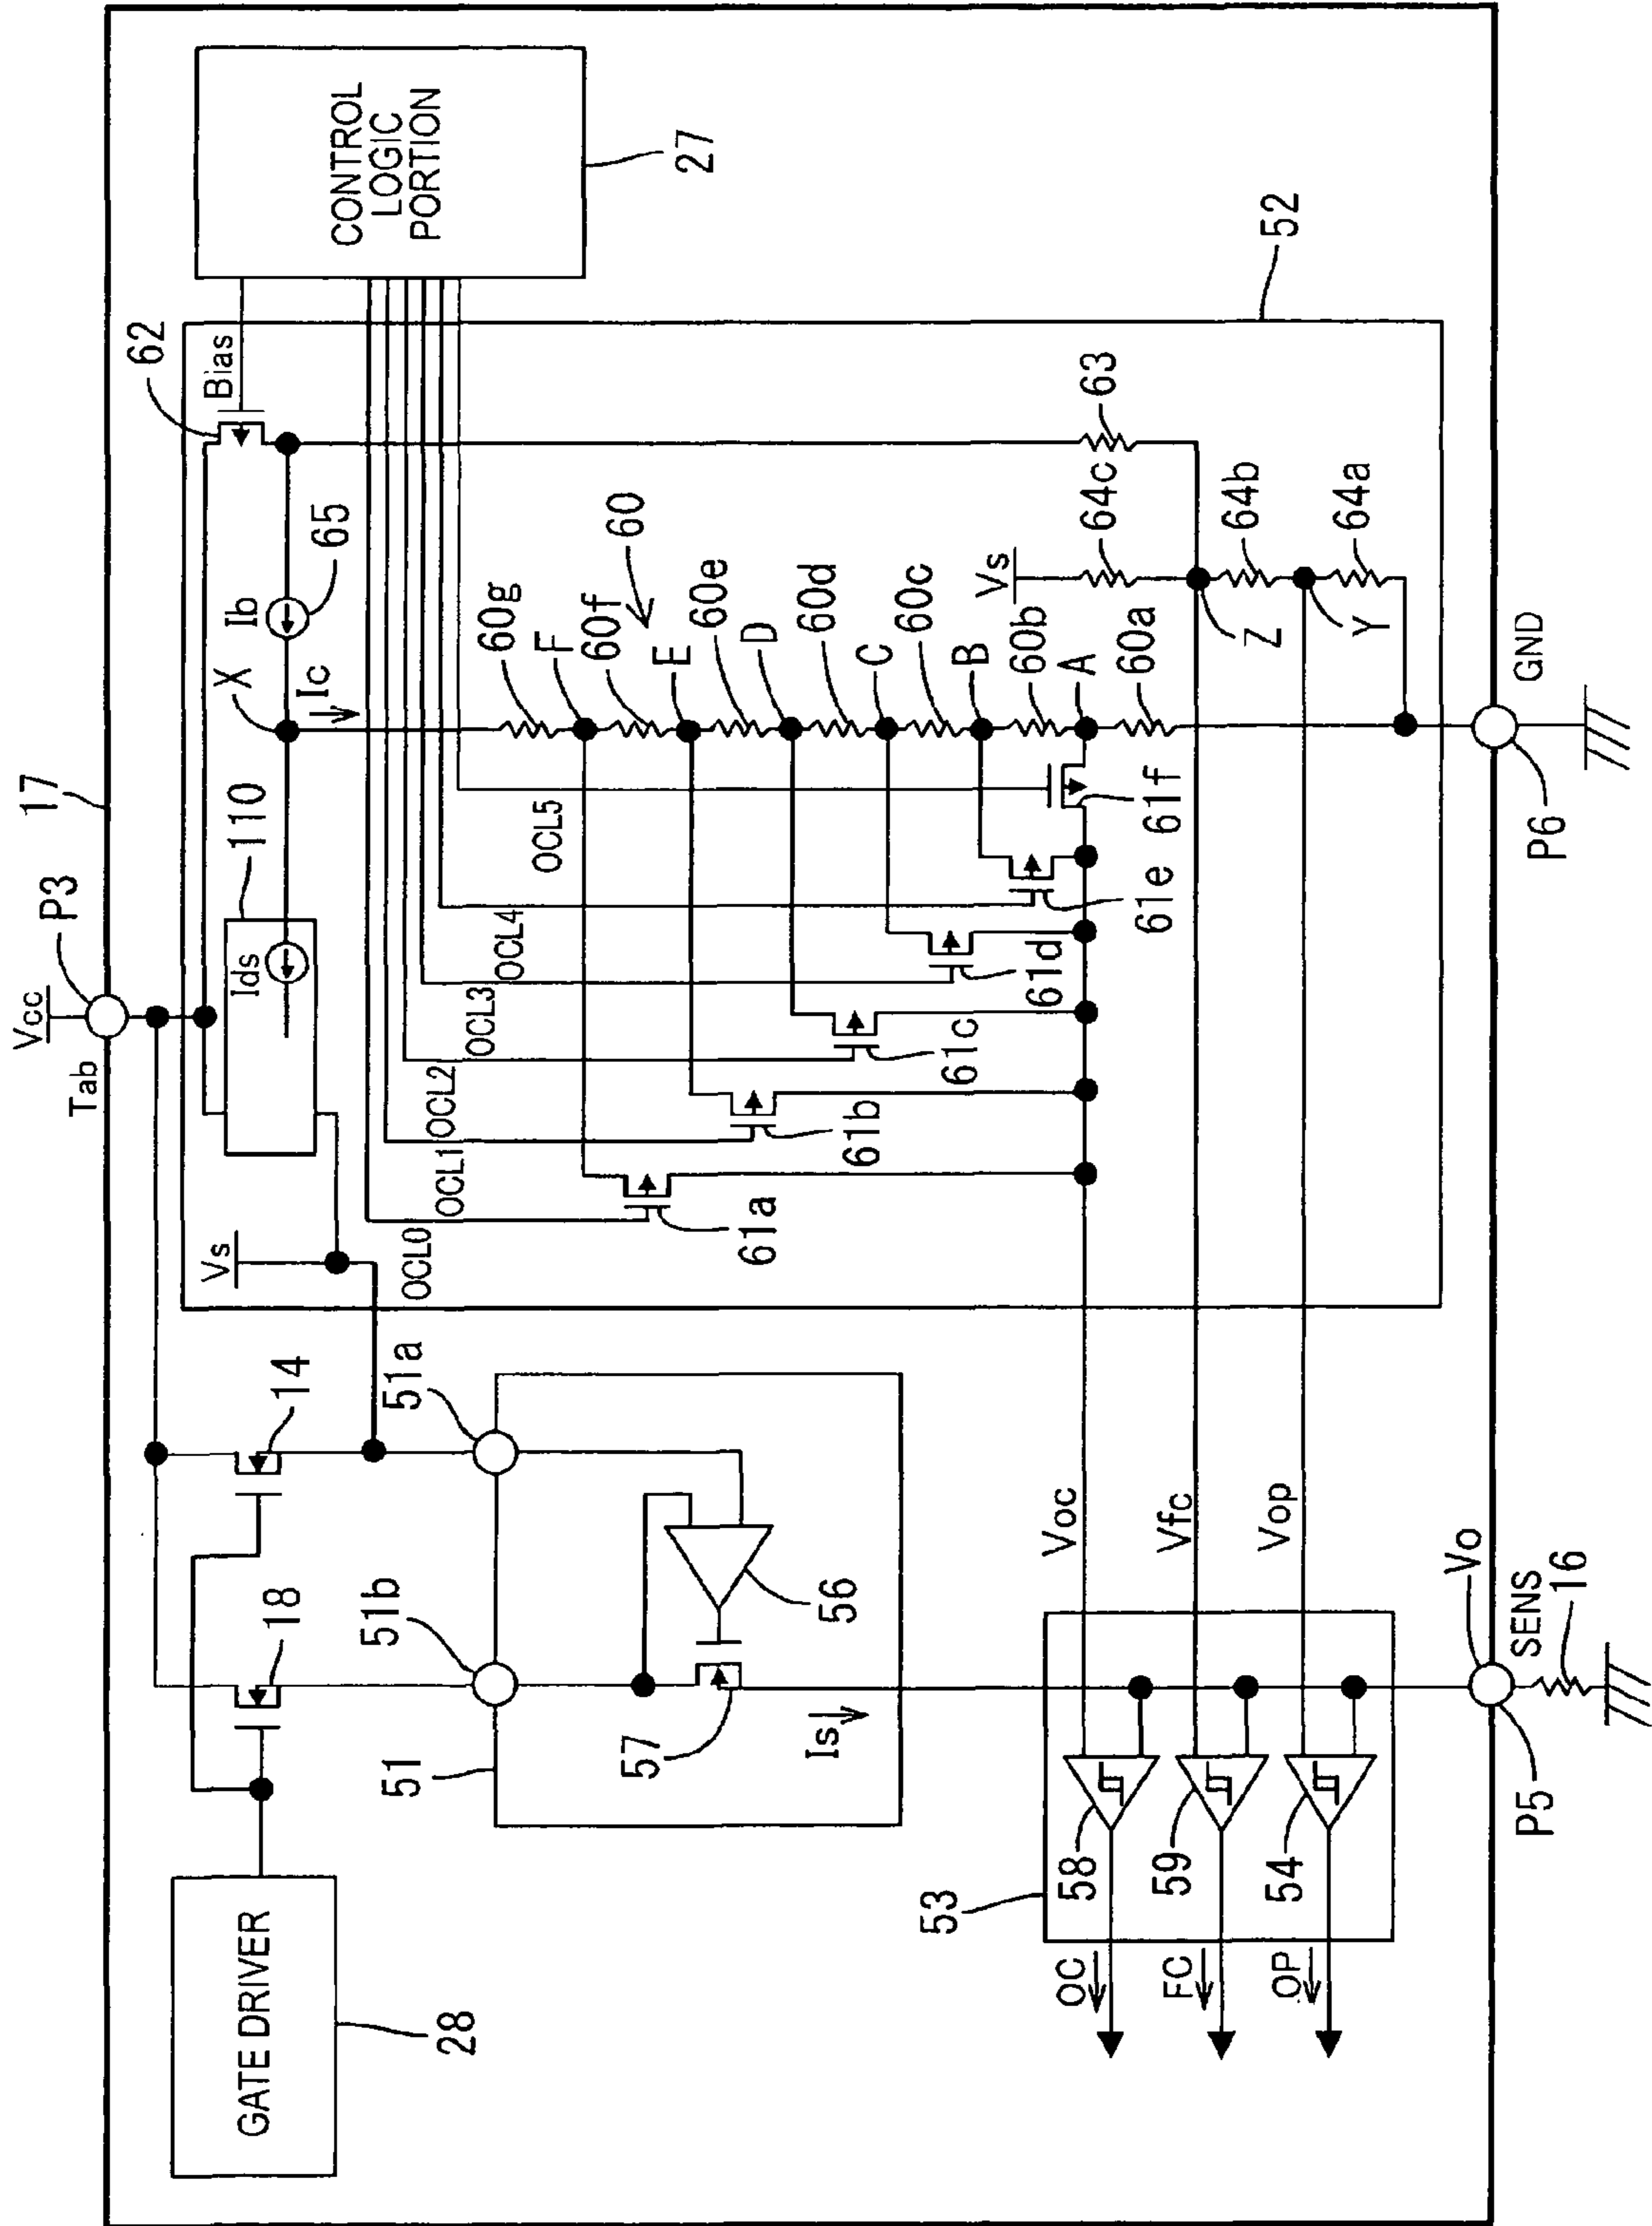 17
Vcc
P3
Tab
CONTROL
LOGIC
PORTION
27
62
Bias
52
X
Ib
65
Ic
110
Ids
Vs
60
60g
F
60f
E
60e
D
60d
C
60c
B
60b
A
60a
63
64c
Vs
64b
64a
Z
Y
GND
P6
OCL5
OCL4
OCL3
OCL2
OCL1
OCL0
61f
61e
61d
61c
61b
61a
14
51a
18
51b
51
56
57
Is
GATE DRIVER
28
Voc
Vfc
Vop
53
58
59
54
OC
FC
OP
Vo
SENS
16
P5